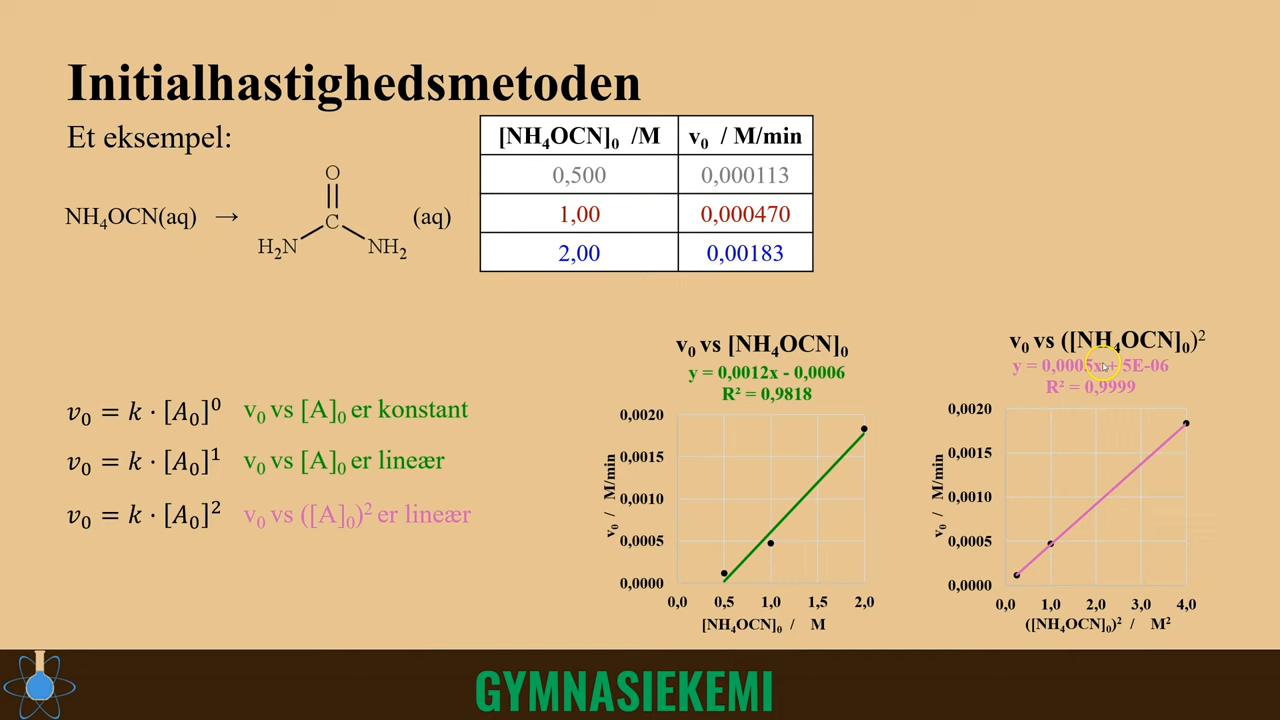 Initialhastighedsmetoden
Et eksempel:
NH₄OCN(aq) →
O
C
H₂N
NH₂
(aq)
[NH₄OCN]₀ /M v₀ / M/min
0,500 0,000113
1,00 0,000470
2,00 0,00183
v₀ = k · [A₀]⁰ v₀ vs [A]₀ er konstant
v₀ = k · [A₀]¹ v₀ vs [A]₀ er lineær
v₀ = k · [A₀]² v₀ vs ([A]₀)² er lineær
v₀ vs [NH₄OCN]₀
y = 0,0012x - 0,0006
R² = 0,9818
0,0020
0,0015
0,0010
0,0005
0,0000
v₀ / M/min
0,0 0,5 1,0 1,5 2,0
[NH₄OCN]₀ / M
v₀ vs ([NH₄OCN]₀)²
y = 0,0005x + 5E-06
R² = 0,9999
0,0020
0,0015
0,0010
0,0005
0,0000
v₀ / M/min
0,0 1,0 2,0 3,0 4,0
([NH₄OCN]₀)² / M²
GYMNASIEKEMI